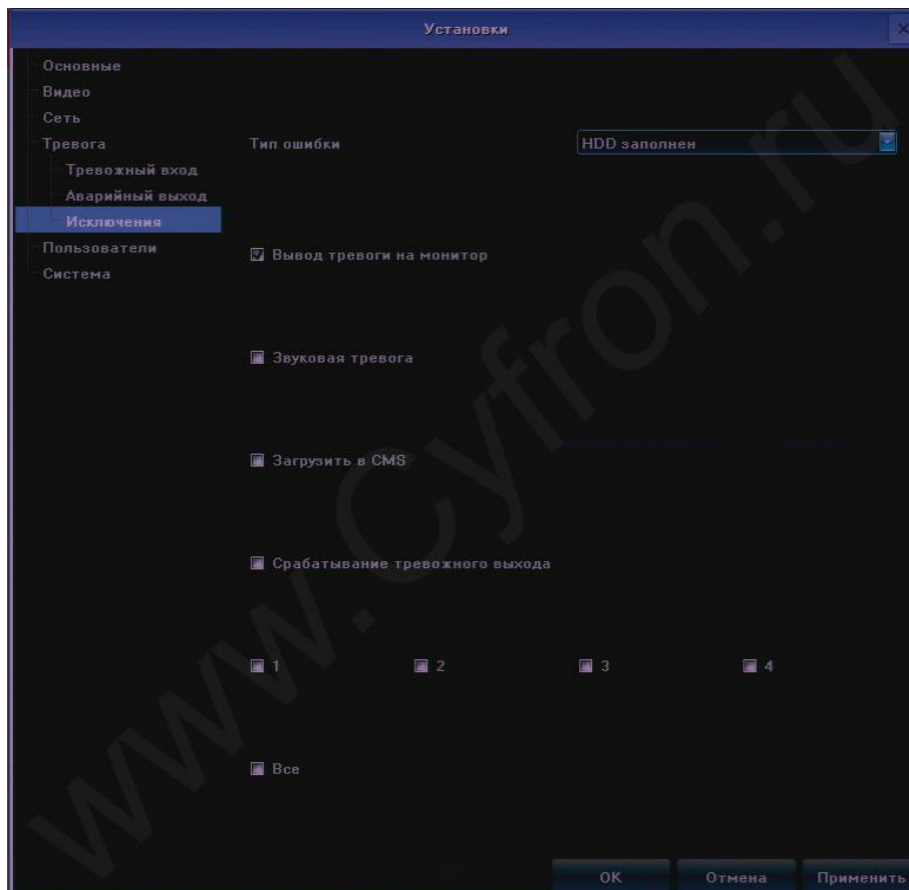 Установки
Основные
Видео
Сеть
Тревога
Тип ошибки
HDD заполнен
Тревожный вход
Аварийный выход
Исключения
Пользователи
Вывод тревоги на монитор
Система
Звуковая тревога
Загрузить в CMS
Срабатывание тревожного выхода
1
2
3
4
Все
OK
Отмена
Применить
www.Cyfron.ru